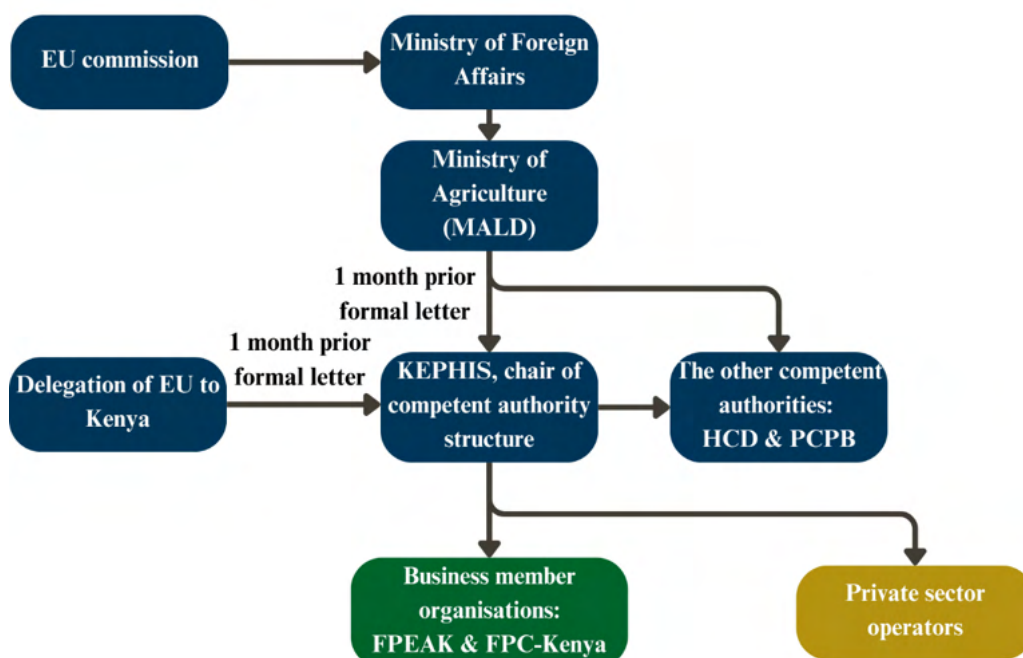 EU commission
Ministry of Foreign
Affairs
Ministry of
Agriculture
(MALD)
1 month prior
formal letter
1 month prior
formal letter
Delegation of EU to
Kenya
KEPHIS, chair of
competent authority
structure
The other competent
authorities:
HCD & PCPB
Business member
organisations:
FPEAK & FPC-Kenya
Private sector
operators